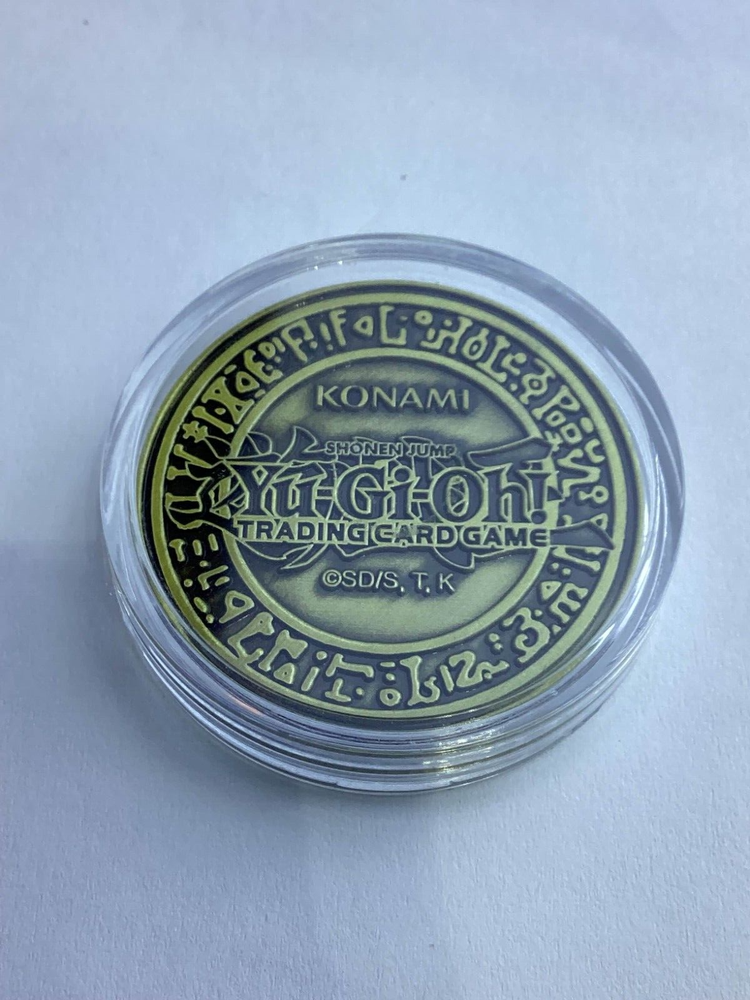 KONAMI
SHONEN JUMP
Yu-Gi-Oh!
TRADING CARD GAME
©SD/S, T, K